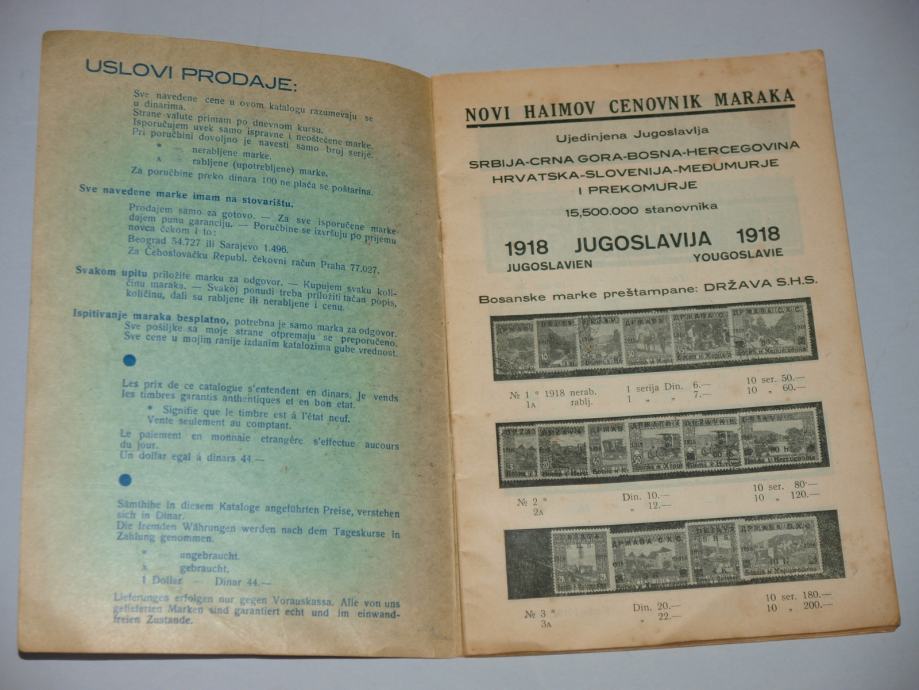 USLOVI PRODAJE:
Sve navedene cene u ovom katalogu razumevaju se
u dinarima.
Strane valute primam po dnevnom kursu.
Isporučujem uvek samo ispravne i neoštećene marke.
Pri poručbini dovoljno je navesti samo broj serije.
* — nerabljene marke.
A — rabljene (upotrebljene) marke.
Za poručbine preko dinara 100 ne plaća se poštarina.
Sve navedene marke imam na stovarištu.
Prodajem samo za gotovo. — Za sve isporučene marke
dajem punu garanciju. — Poručbine se izvršuju po prijemu
novca čekom i to:
Beograd 54.727 ili Sarajevo 1.496.
Za Čehoslovačku Republ. čekovni račun Praha 77.027.
Svakom upitu priložite marku za odgovor. — Kupujem svaku koli-
činu maraka. — Svakoj ponudi treba priložiti tačan popis,
količinu, dali su rabljene ili nerabljene i cenu.
Ispitivanje maraka besplatno, potrebna je samo marka za odgovor.
Sve pošiljke sa moje strane otpremaju se preporučeno.
Sve cene u mojim ranije izdanim katalozima gube vrednost.
Les prix de ce catalogue s'entendent en dinars. Je vends
les timbres garantis authentiques et en bon etat.
* Signifie que le timbre est á l'état neuf.
Vente seulement au comptant.
Le paiement en monnaie etrangére s'effectue aucours
du jour.
Un dollar egal á dinars 44.—
Sämthihe in diesem Kataloge angeführten Preise, verstehen
sich in Dinar.
Die fremden Währungen werden nach dem Tageskurse in
Zahlung genommen.
* — angebraucht.
A — gebraucht.
1 Dollar — Dinar 44.—
Lieferungen erfolgen nur gegen Vorauskassa. Alle von uns
gelieferten Marken sind garantiert echt und im einwand-
freien Zustande.
NOVI HAIMOV CENOVNIK MARAKA
Ujedinjena Jugoslavija
SRBIJA-CRNA GORA-BOSNA-HERCEGOVINA
HRVATSKA-SLOVENIJA-MEĐUMURJE
I PREKOMURJE
15,500.000 stanovnika
1918 JUGOSLAVIJA 1918
JUGOSLAVIEN YOUGOSLAVIE
Bosanske marke preštampane: DRŽAVA S.H.S.
№ 1 * 1918 nerab. 1 serija Din. 6.— 10 ser. 50.—
1A rablj. 1 „ „ 7.— 10 „ 60.—
№ 2 * Din. 10.— 10 ser. 80·—
2A „ 12.— 10 „ 120.—
№ 3 * Din. 20.— 10 ser. 180.—
3A „ 22.— 10 „ 200.—